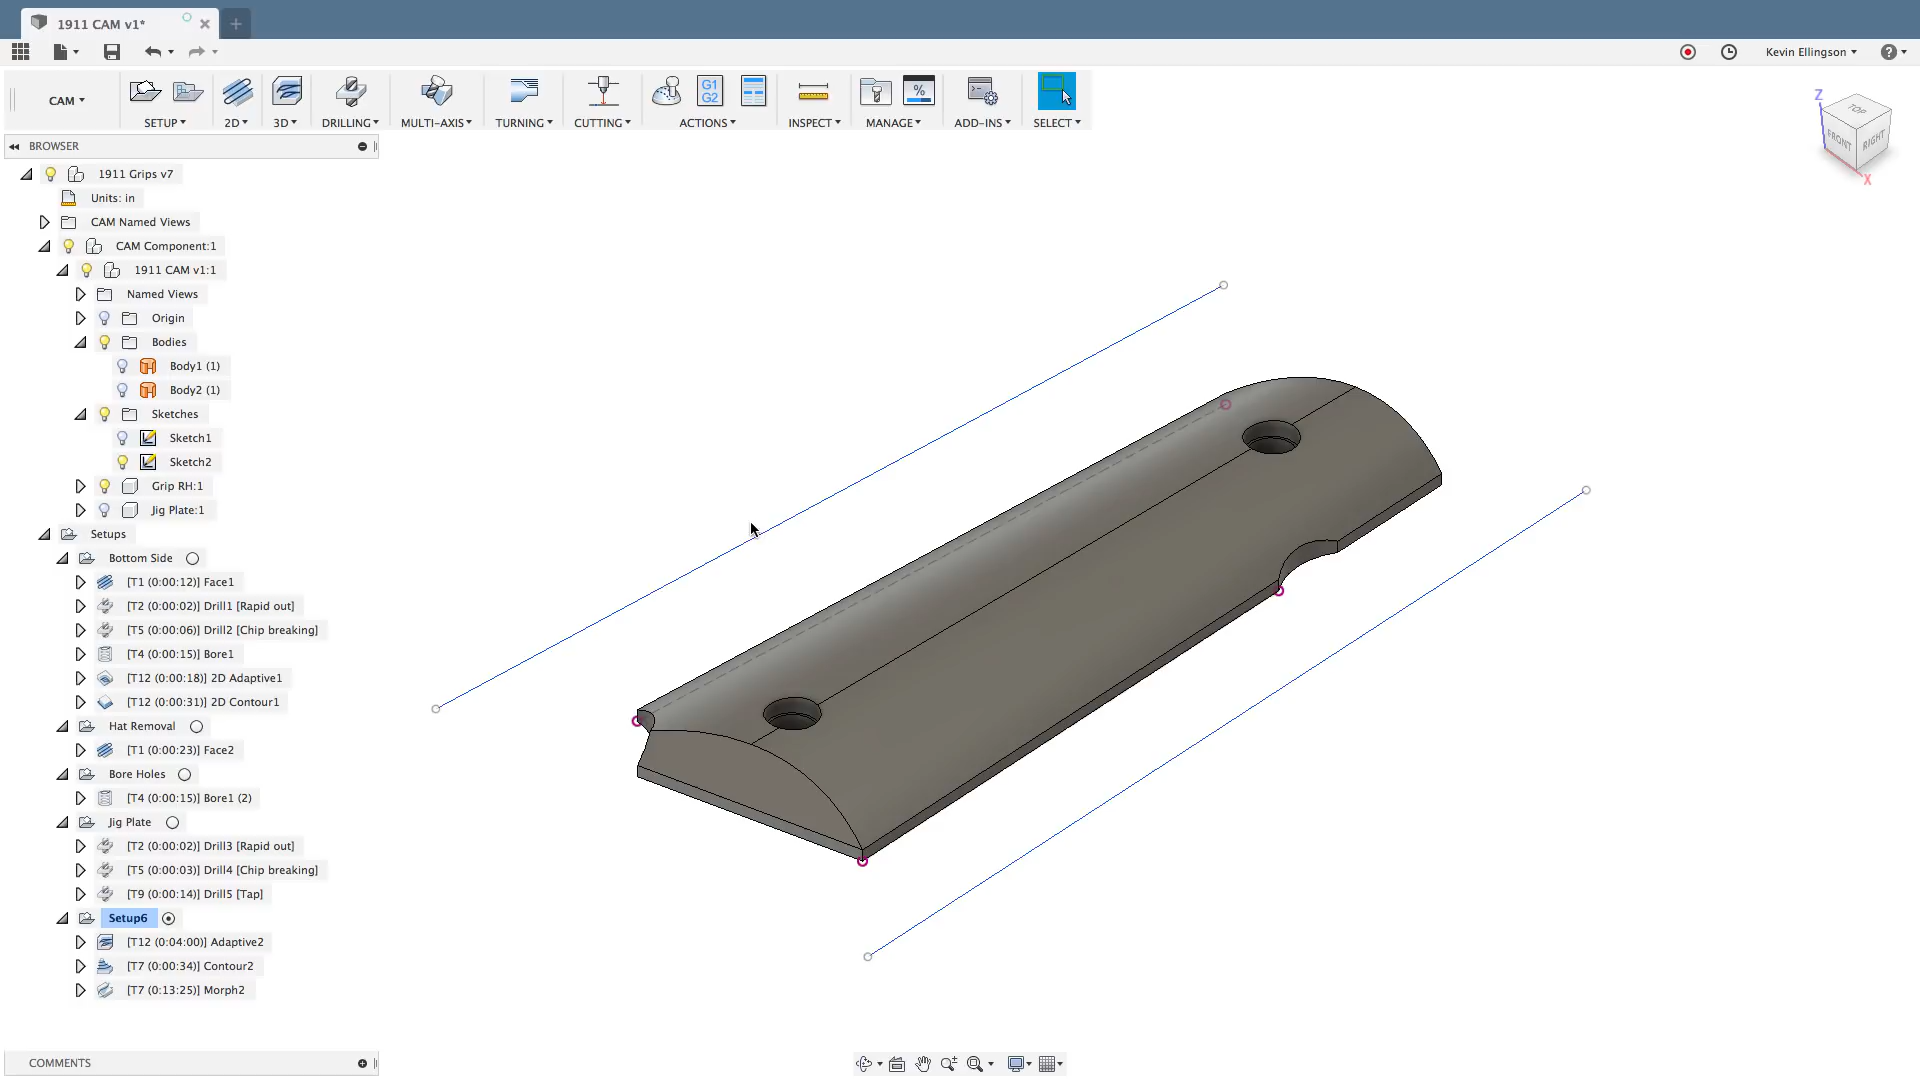 1911 CAM v1*
Kevin Ellingson
CAM
G1
G2
%
SETUP
2D
3D
DRILLING
MULTI-AXIS
TURNING
CUTTING
ACTIONS
INSPECT
MANAGE
ADD-INS
SELECT
Z
TOP
FRONT
RIGHT
X
BROWSER
1911 Grips v7
Units: in
CAM Named Views
CAM Component:1
1911 CAM v1:1
Named Views
Origin
Bodies
Body1 (1)
Body2 (1)
Sketches
Sketch1
Sketch2
Grip RH:1
Jig Plate:1
Setups
Bottom Side
[T1 (0:00:12)] Face1
[T2 (0:00:02)] Drill1 [Rapid out]
[T5 (0:00:06)] Drill2 [Chip breaking]
[T4 (0:00:15)] Bore1
[T12 (0:00:18)] 2D Adaptive1
[T12 (0:00:31)] 2D Contour1
Hat Removal
[T1 (0:00:23)] Face2
Bore Holes
[T4 (0:00:15)] Bore1 (2)
Jig Plate
[T2 (0:00:02)] Drill3 [Rapid out]
[T5 (0:00:03)] Drill4 [Chip breaking]
[T9 (0:00:14)] Drill5 [Tap]
Setup6
[T12 (0:04:00)] Adaptive2
[T7 (0:00:34)] Contour2
[T7 (0:13:25)] Morph2
COMMENTS